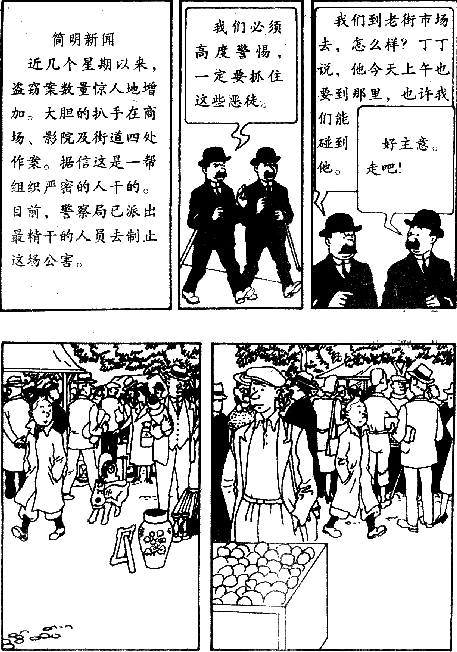 简明新闻
近几个星期以来，
盗窃案数量惊人地增
加。大胆的扒手在商
场、影院及街道四处
作案。据信这是一帮
组织严密的人干的。
目前，警察局已派出
最精干的人员去制止
这场公害。
我们必须
高度警惕，
一定要抓住
这些恶徒。
我们到老街市场
去，怎么样？丁丁
说，他今天上午也
要到那里，也许我
们能
碰到
他。
好主意。
走吧！